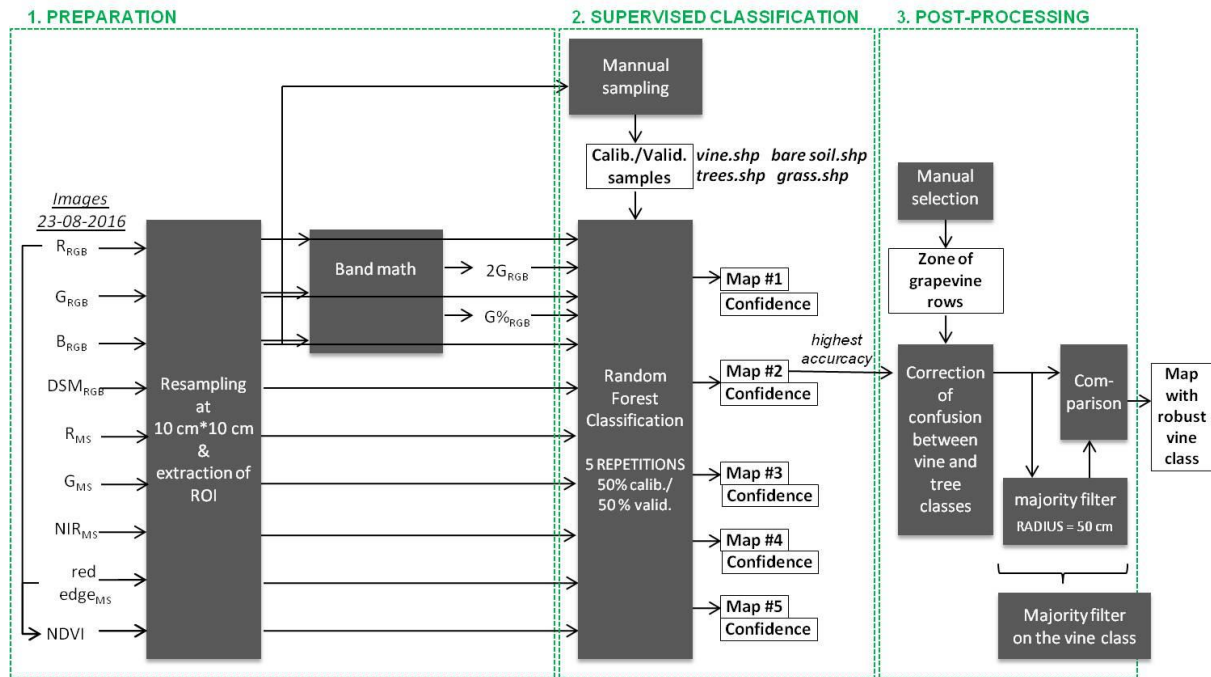 1. PREPARATION
2. SUPERVISED CLASSIFICATION
3. POST-PROCESSING
Images
23-08-2016
R RGB
G RGB
B RGB
DSM RGB
R MS
G MS
NIR MS
red
edge MS
NDVI
Resampling
at
10 cm*10 cm
&
extraction of
ROI
Band math
2G RGB
G% RGB
Mannual
sampling
Calib./Valid.
samples
vine.shp bare soil.shp
trees.shp grass.shp
Random
Forest
Classification
5 REPETITIONS
50% calib./
50 % valid.
Map #1
Confidence
Map #2
Confidence
Map #3
Confidence
Map #4
Confidence
Map #5
Confidence
highest
accurcacy
Manual
selection
Zone of
grapevine
rows
Correction
of
confusion
between
vine and
tree
classes
Com-
parison
majority filter
RADIUS = 50 cm
Majority filter
on the vine class
Map
with
robust
vine
class